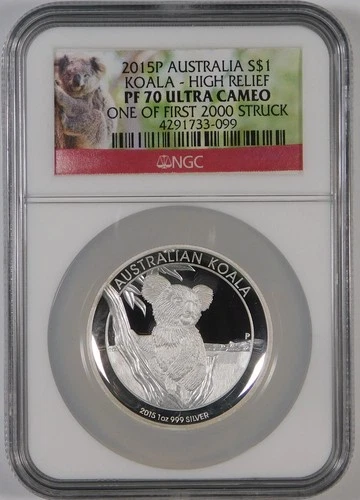 2015P AUSTRALIA S$1
KOALA - HIGH RELIEF
PF 70 ULTRA CAMEO
ONE OF FIRST 2000 STRUCK
4291733-099
NGC
AUSTRALIAN KOALA
P
2015 1oz 999 SILVER